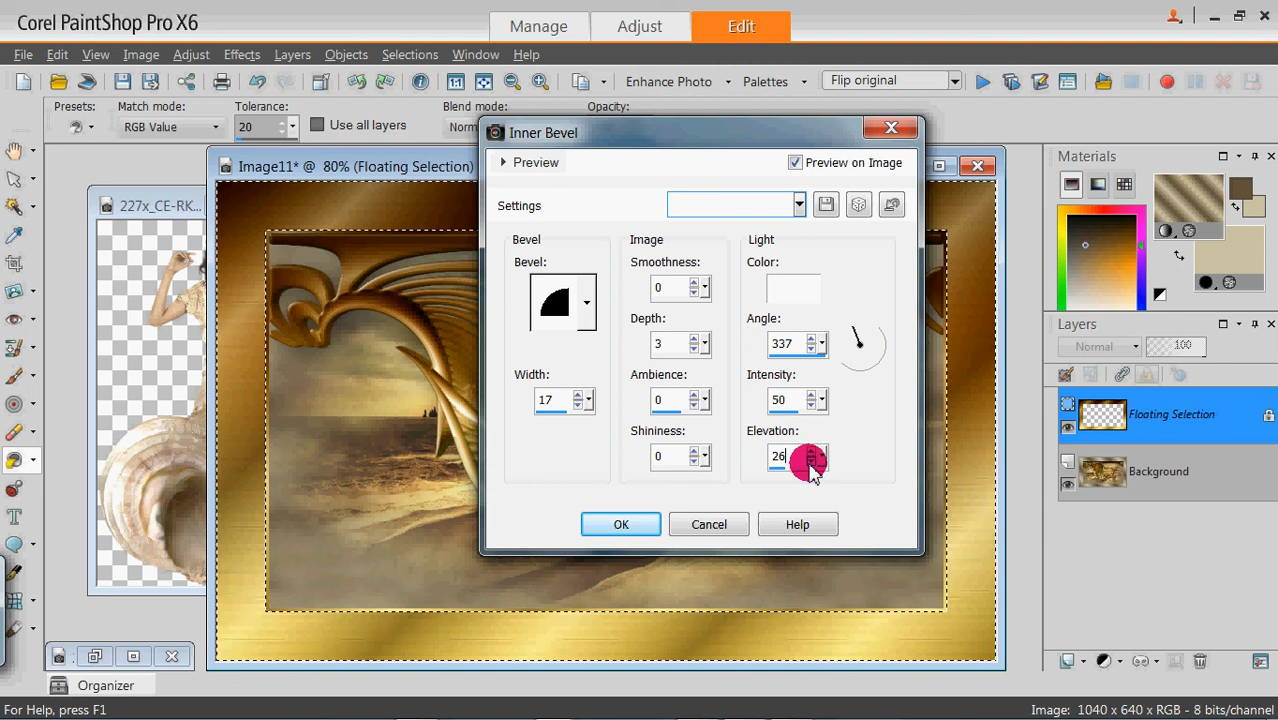 Corel PaintShop Pro X6
Manage
Adjust
Edit
File Edit View Image Adjust Effects Layers Objects Selections Window Help
1:1
Enhance Photo
Palettes
Flip original
Presets:
Match mode:
Tolerance:
Blend mode:
Opacity:
RGB Value
20
Use all layers
Norm
Image11* @ 80% (Floating Selection)
227x_CE-RK...
Inner Bevel
Preview
Preview on Image
Settings
Bevel
Bevel:
Width:
17
Image
Smoothness:
0
Depth:
3
Ambience:
0
Shininess:
0
Light
Color:
Angle:
337
Intensity:
50
Elevation:
26
OK
Cancel
Help
Materials
Layers
Normal
100
Floating Selection
Background
Organizer
For Help, press F1
Image: 1040 x 640 x RGB - 8 bits/channel